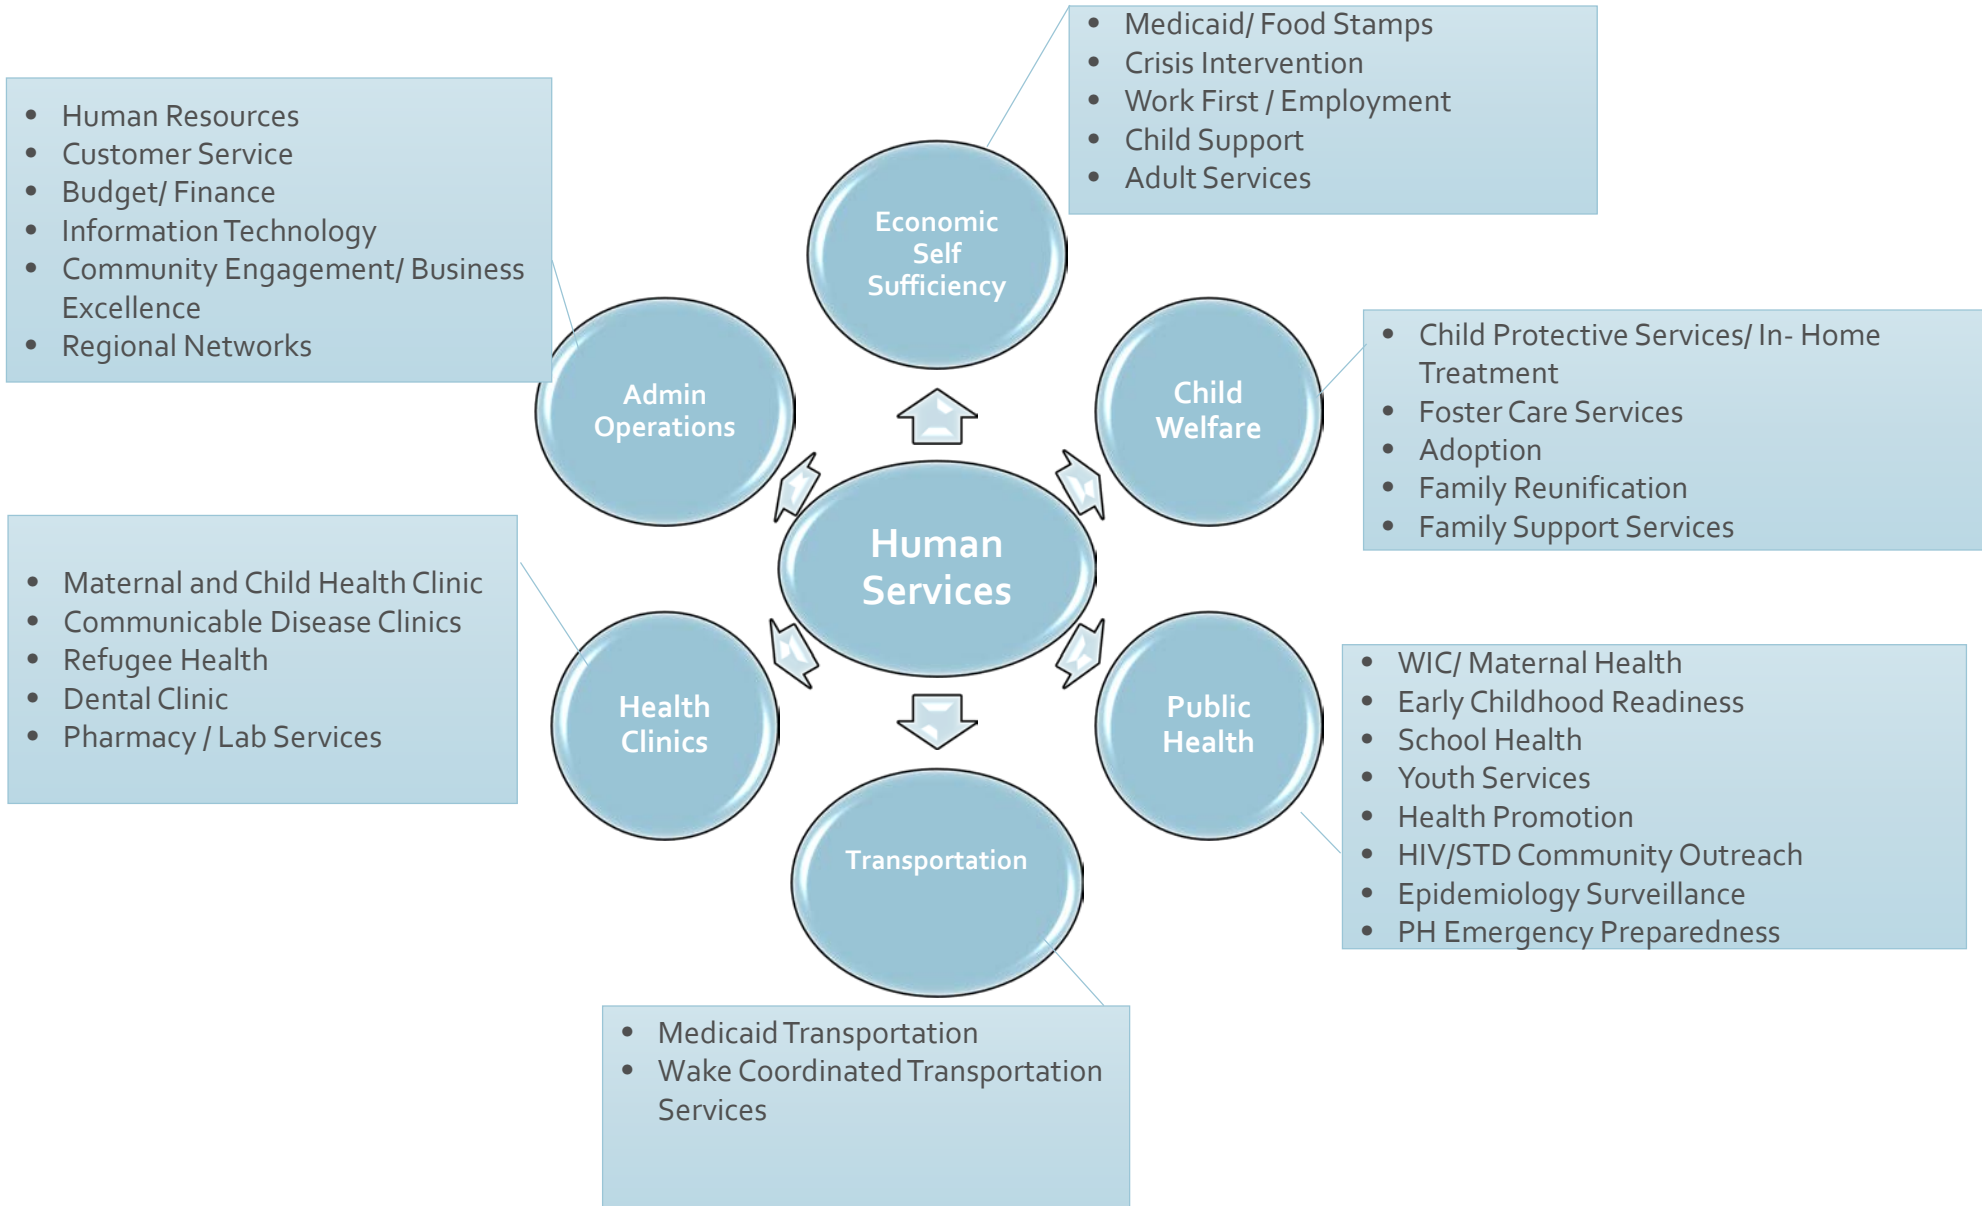 • Medicaid/ Food Stamps
• Crisis Intervention
• Work First / Employment
• Child Support
• Adult Services
• Human Resources
• Customer Service
• Budget/ Finance
• Information Technology
• Community Engagement/ Business
Excellence
• Regional Networks
Economic
Self
Sufficiency
Admin
Operations
Child
Welfare
• Child Protective Services/ In- Home
Treatment
• Foster Care Services
• Adoption
• Family Reunification
• Family Support Services
Human
Services
• Maternal and Child Health Clinic
• Communicable Disease Clinics
• Refugee Health
• Dental Clinic
• Pharmacy / Lab Services
Health
Clinics
Public
Health
• WIC/ Maternal Health
• Early Childhood Readiness
• School Health
• Youth Services
• Health Promotion
• HIV/STD Community Outreach
• Epidemiology Surveillance
• PH Emergency Preparedness
Transportation
• Medicaid Transportation
• Wake Coordinated Transportation
Services